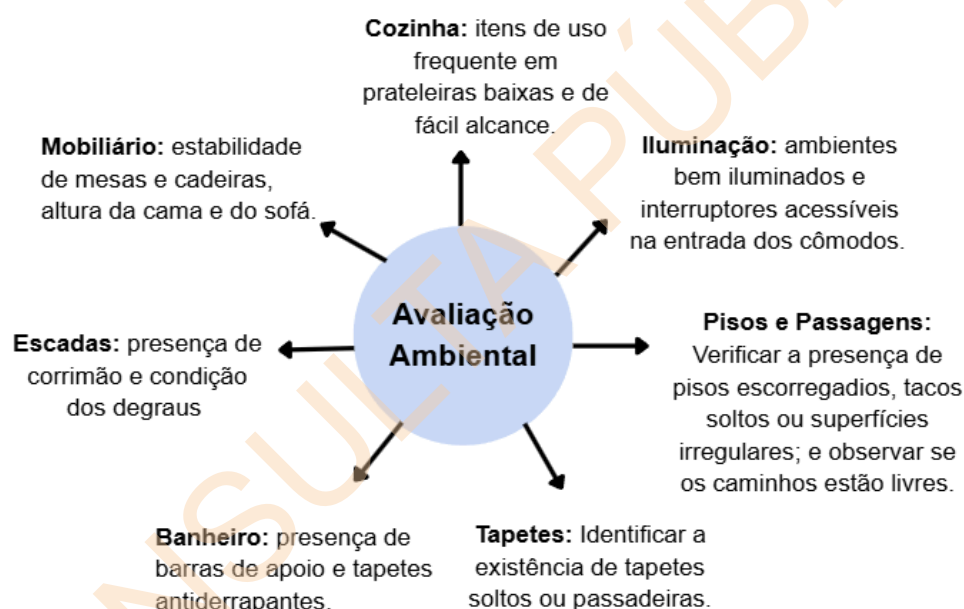 Cozinha: itens de uso
frequente em
prateleiras baixas e de
fácil alcance.
Mobiliário: estabilidade
de mesas e cadeiras,
altura da cama e do sofá.
Iluminação: ambientes
bem iluminados e
interruptores acessíveis
na entrada dos cômodos.
Avaliação
Ambiental
Escadas: presença de
corrimão e condição
dos degraus
Pisos e Passagens:
Verificar a presença de
pisos escorregadios, tacos
soltos ou superfícies
irregulares; e observar se
os caminhos estão livres.
Banheiro: presença de
barras de apoio e tapetes
antiderrapantes.
Tapetes: Identificar a
existência de tapetes
soltos ou passadeiras.
NSULTA PÚB